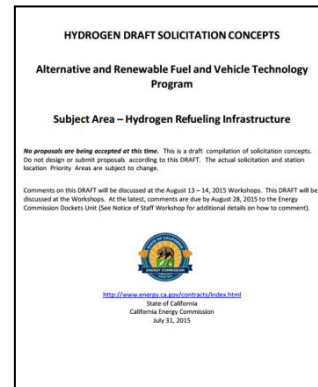 HYDROGEN DRAFT SOLICITATION CONCEPTS
Alternative and Renewable Fuel and Vehicle Technology
Program
Subject Area – Hydrogen Refueling Infrastructure
No proposals are being accepted at this time. This is a draft compilation of solicitation concepts.
Do not design or submit proposals according to this DRAFT. The actual solicitation and station
location Priority Areas are subject to change.
Comments on this DRAFT will be discussed at the August 13 – 14, 2015 Workshops. This DRAFT will be
discussed at the Workshops. At the latest, comments are due by August 28, 2015 to the Energy
Commission Dockets Unit (See Notice of Staff Workshop for additional details on how to comment).
STATE OF CALIFORNIA
ENERGY COMMISSION
http://www.energy.ca.gov/contracts/index.html
State of California
California Energy Commission
July 31, 2015